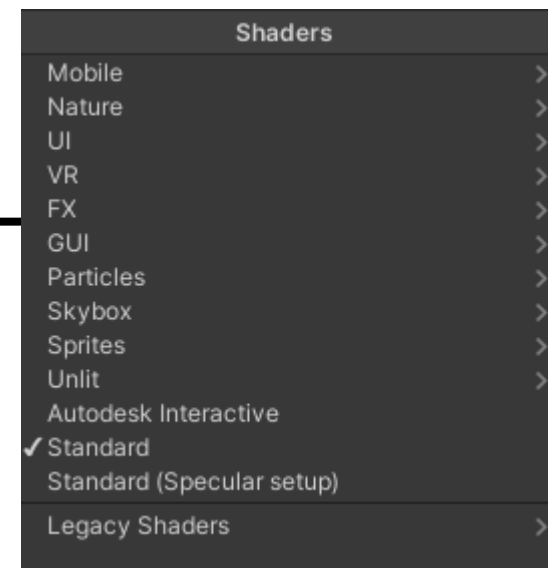 Shaders
Mobile
Nature
UI
VR
FX
GUI
Particles
Skybox
Sprites
Unlit
Autodesk Interactive
Standard
Standard (Specular setup)
Legacy Shaders